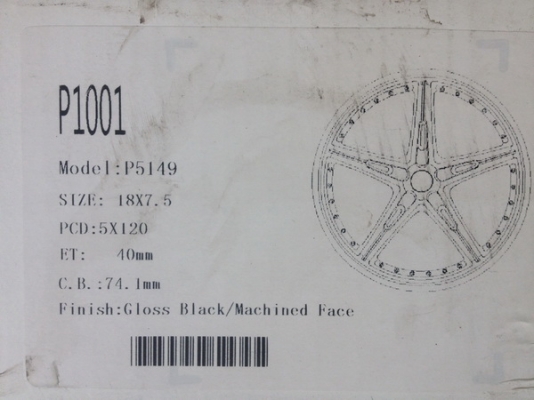 P1001
Model:P5149
SIZE: 18X7.5
PCD:5X120
ET: 40mm
C.B.:74.1mm
Finish:Gloss Black/Machined Face